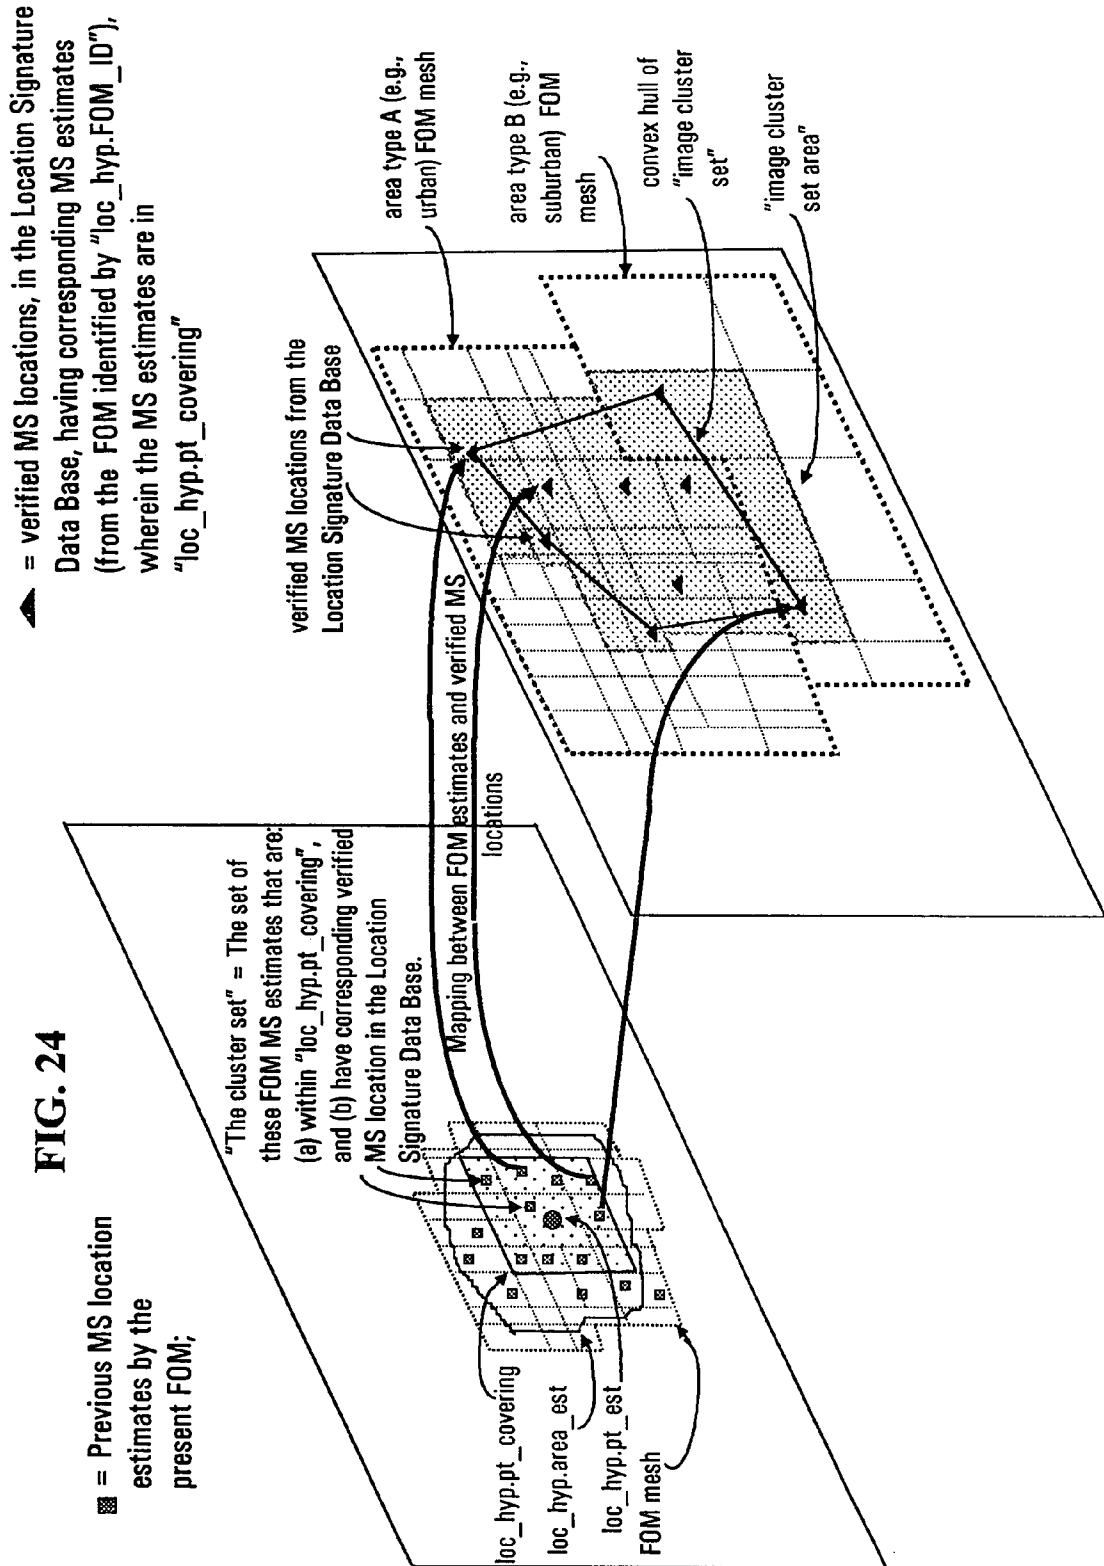 FIG. 24
= Previous MS location
estimates by the
present FOM;
= verified MS locations, in the Location Signature
Data Base, having corresponding MS estimates
(from the FOM identified by "loc_hyp.FOM_ID"),
wherein the MS estimates are in
"loc_hyp.pt_covering"
"The cluster set" = The set of
these FOM MS estimates that are:
(a) within "loc_hyp.pt_covering",
and (b) have corresponding verified
MS location in the Location
Signature Data Base.
Mapping between FOM estimates and verified MS
locations
verified MS locations from the
Location Signature Data Base
area type A (e.g.,
urban) FOM mesh
area type B (e.g.,
suburban) FOM
mesh
convex hull of
"image cluster
set"
"image cluster
set area"
loc_hyp.pt_covering
loc_hyp.area_est
loc_hyp.pt_est
FOM mesh